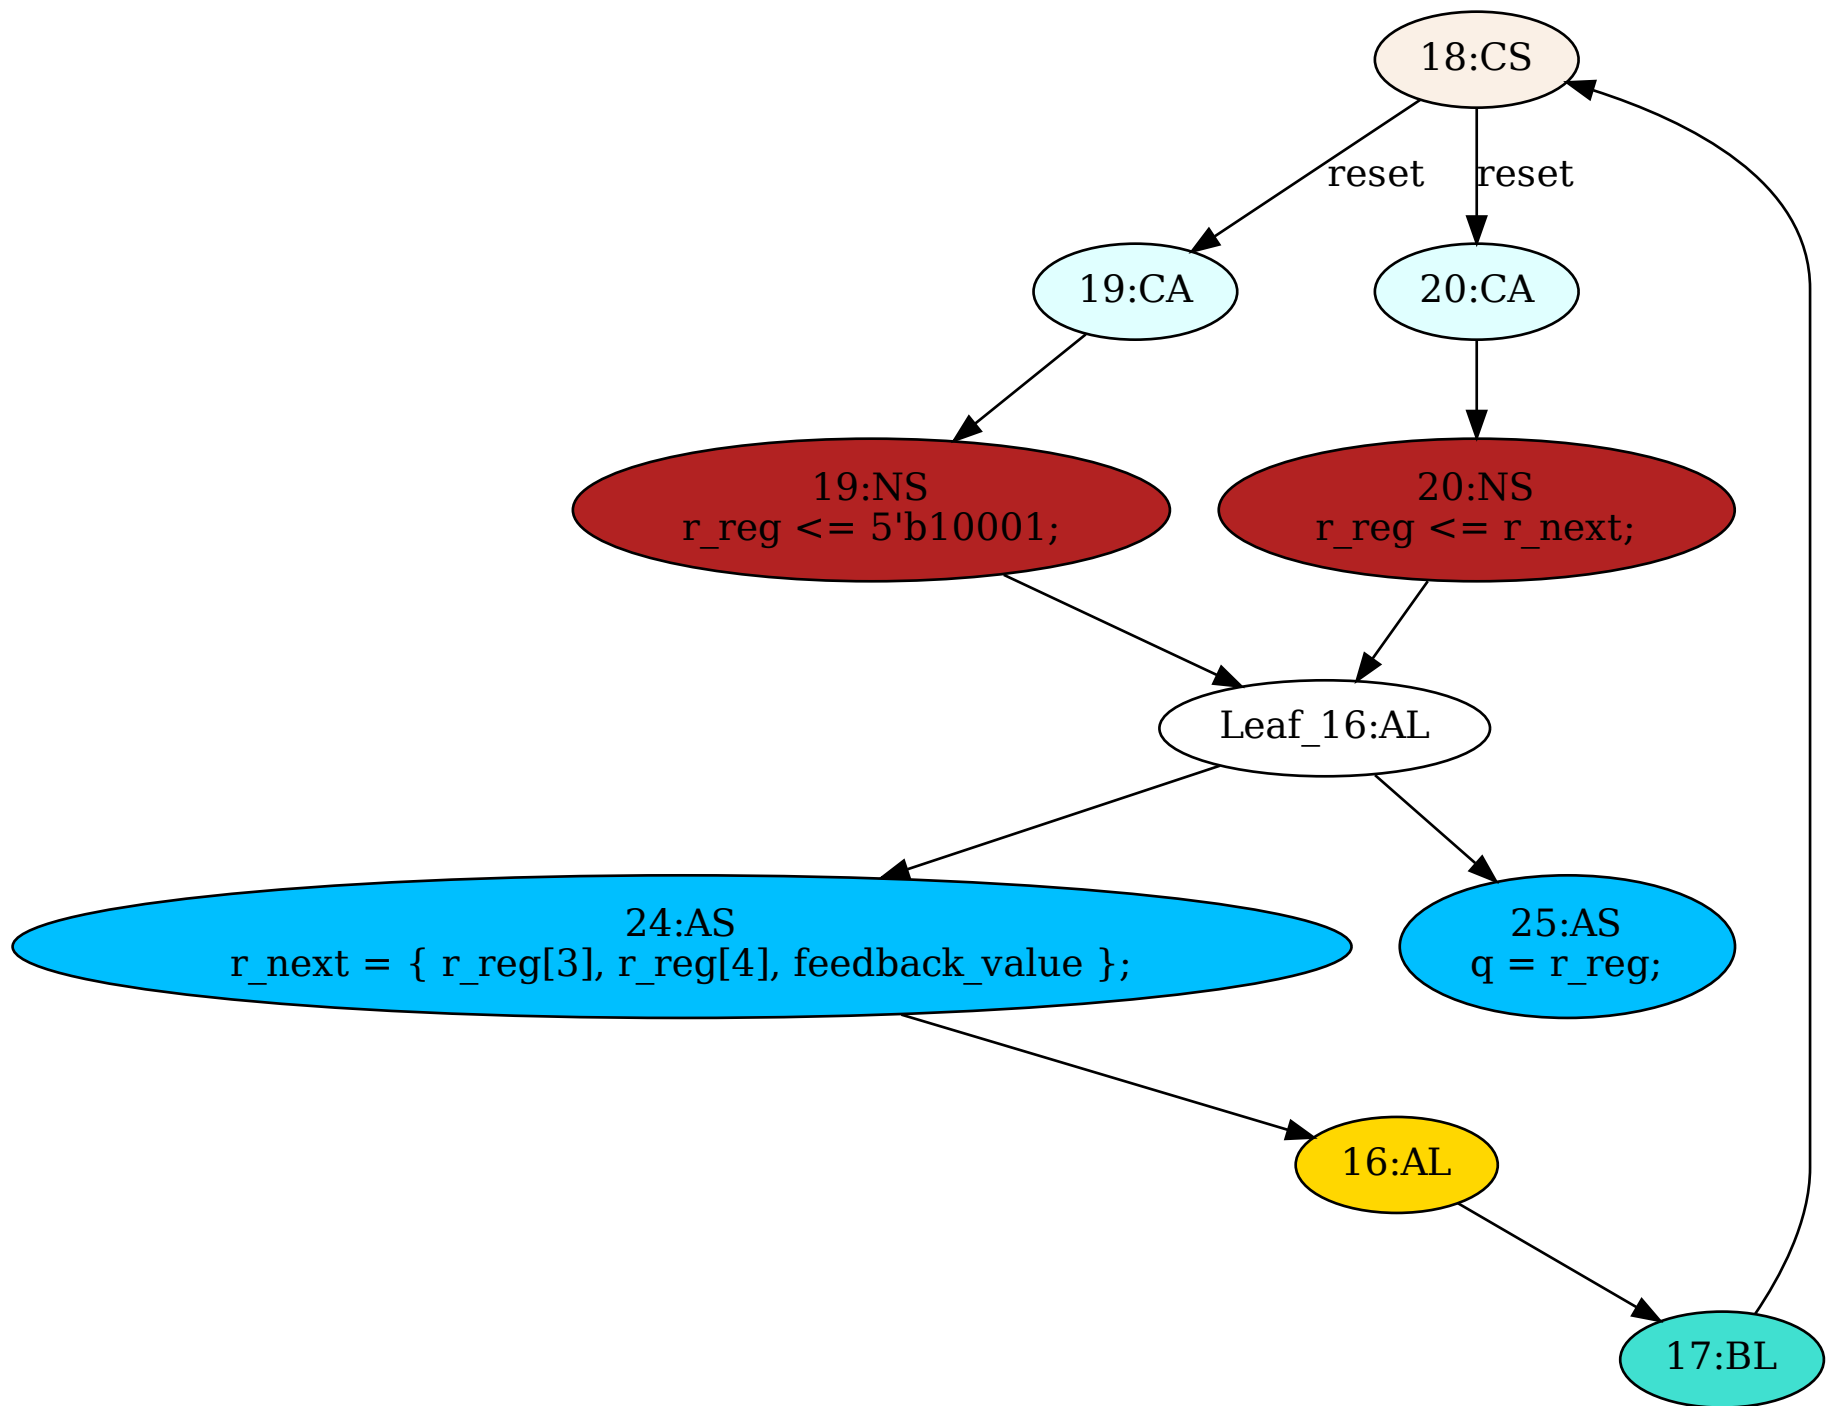 18:CS
reset
reset
19:CA
20:CA
19:NS
r_reg <= 5'b10001;
20:NS
r_reg <= r_next;
Leaf_16:AL
24:AS
r_next = { r_reg[3], r_reg[4], feedback_value };
25:AS
q = r_reg;
16:AL
17:BL